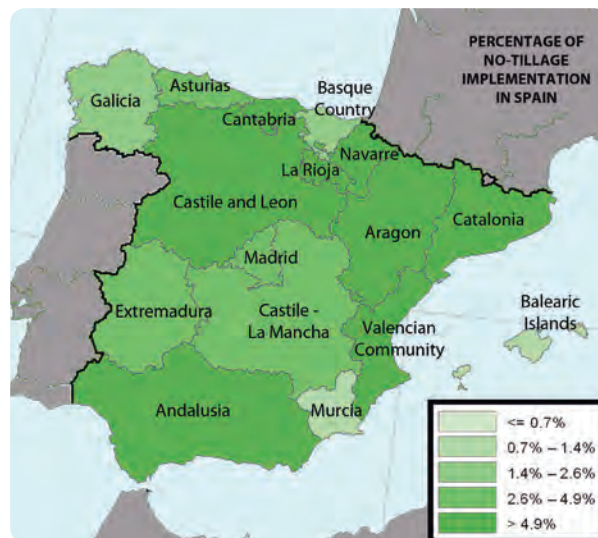 PERCENTAGE OF
NO-TILLAGE
IMPLEMENTATION
IN SPAIN
Galicia
Asturias
Cantabria
Basque
Country
Navarre
La Rioja
Castile and Leon
Aragon
Catalonia
Madrid
Extremadura
Castile -
La Mancha
Valencian
Community
Balearic
Islands
Andalusia
Murcia
<= 0.7%
0.7% – 1.4%
1.4% – 2.6%
2.6% – 4.9%
> 4.9%